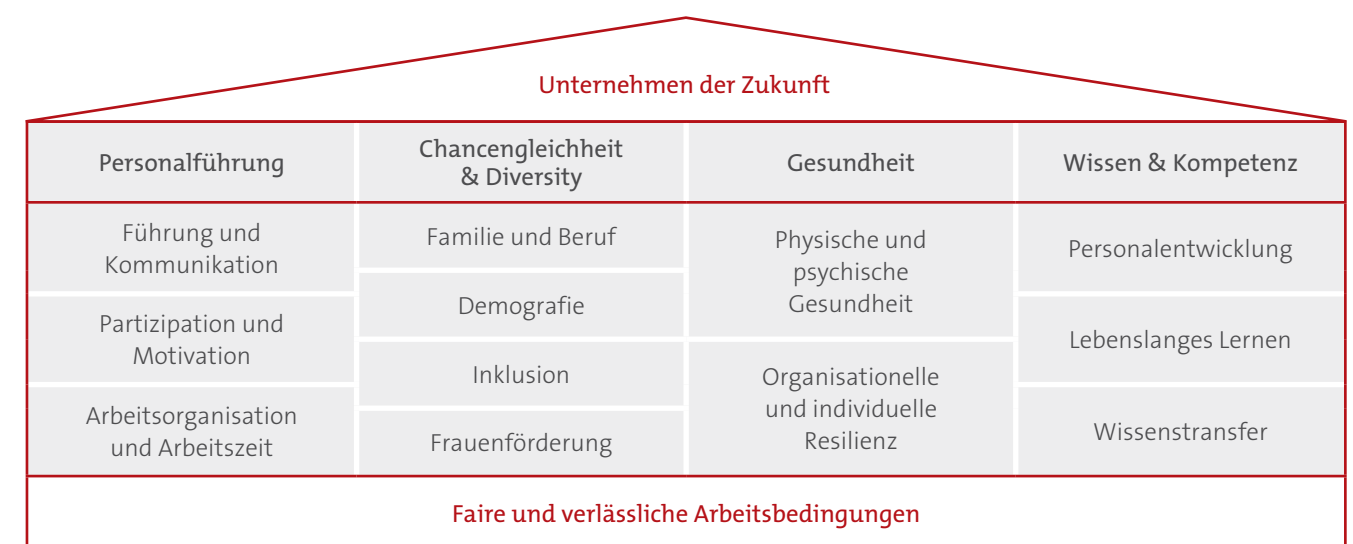 Unternehmen der Zukunft
Personalführung
Chancengleichheit
& Diversity
Gesundheit
Wissen & Kompetenz
Führung und
Kommunikation
Partizipation und
Motivation
Arbeitsorganisation
und Arbeitszeit
Familie und Beruf
Demografie
Inklusion
Frauenförderung
Physische und
psychische
Gesundheit
Organisationelle
und individuelle
Resilienz
Personalentwicklung
Lebenslanges Lernen
Wissenstransfer
Faire und verlässliche Arbeitsbedingungen